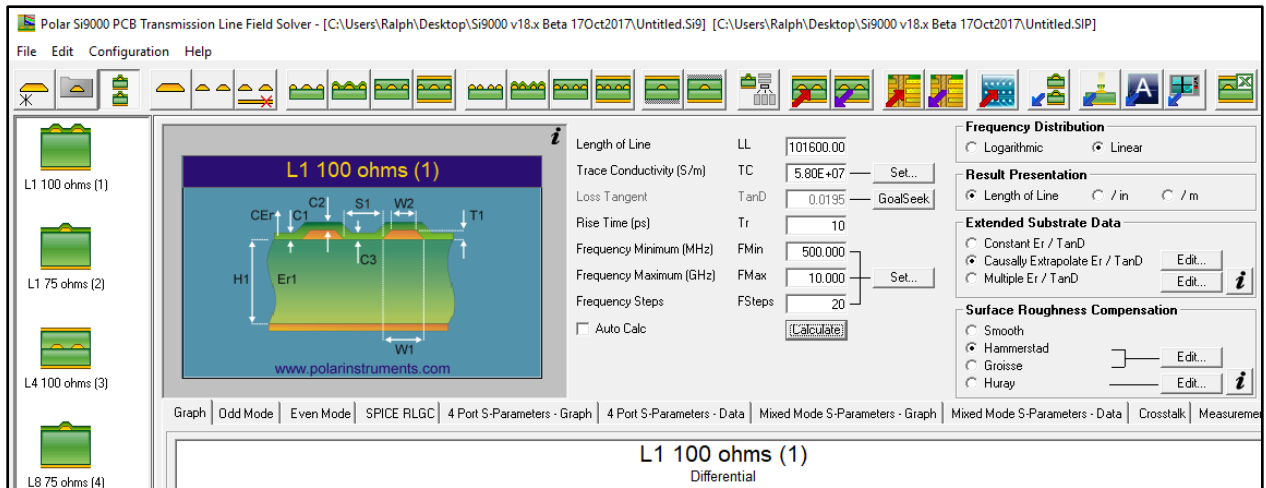 Polar Si9000 PCB Transmission Line Field Solver - [C:\Users\Ralph\Desktop\Si9000 v18.x Beta 17Oct2017\Untitled.Si9] [C:\Users\Ralph\Desktop\Si9000 v18.x Beta 17Oct2017\Untitled.SIP]
File Edit Configuration Help
L1 100 ohms (1)
L1 75 ohms (2)
L4 100 ohms (3)
L8 75 ohms (4)
i
L1 100 ohms (1)
C2 S1 W2
CEr C1 T1
C3
H1 Er1
W1
www.polarinstruments.com
Length of Line LL 101600.00
Trace Conductivity (S/m) TC 5.80E+07 Set...
Loss Tangent TanD 0.0195 GoalSeek
Rise Time (ps) Tr 10
Frequency Minimum (MHz) FMin 500.000
Frequency Maximum (GHz) FMax 10.000 Set...
Frequency Steps FSteps 20
Auto Calc Calculate
Frequency Distribution
Logarithmic Linear
Result Presentation
Length of Line / in / m
Extended Substrate Data
Constant Er / TanD
Causally Extrapolate Er / TanD Edit...
Multiple Er / TanD Edit... i
Surface Roughness Compensation
Smooth
Hammerstad Edit...
Groisse
Huray Edit... i
Graph Odd Mode Even Mode SPICE RLGC 4 Port S-Parameters - Graph 4 Port S-Parameters - Data Mixed Mode S-Parameters - Graph Mixed Mode S-Parameters - Data Crosstalk Measuremer
L1 100 ohms (1)
Differential